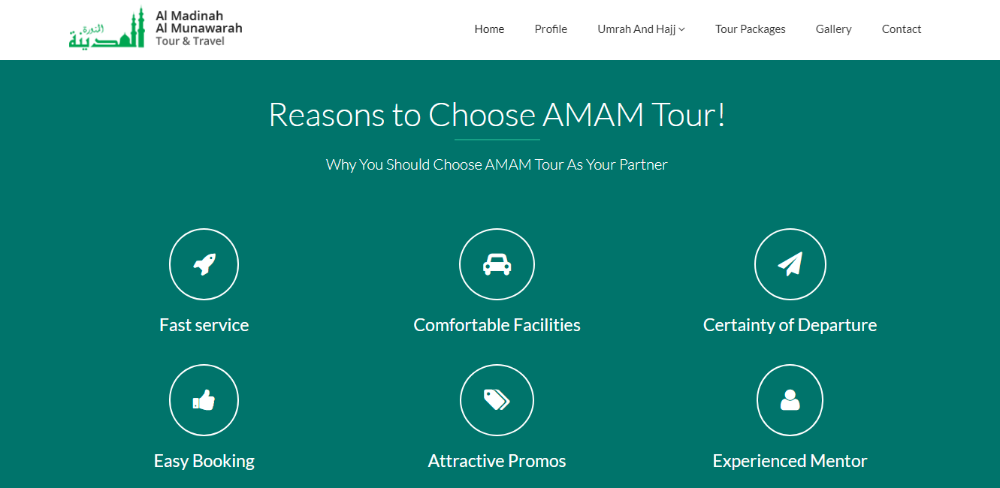 المدينة
المنورة
Al Madinah
Al Munawarah
Tour & Travel
Home
Profile
Umrah And Hajj
Tour Packages
Gallery
Contact
Reasons to Choose AMAM Tour!
Why You Should Choose AMAM Tour As Your Partner
Fast service
Comfortable Facilities
Certainty of Departure
Easy Booking
Attractive Promos
Experienced Mentor